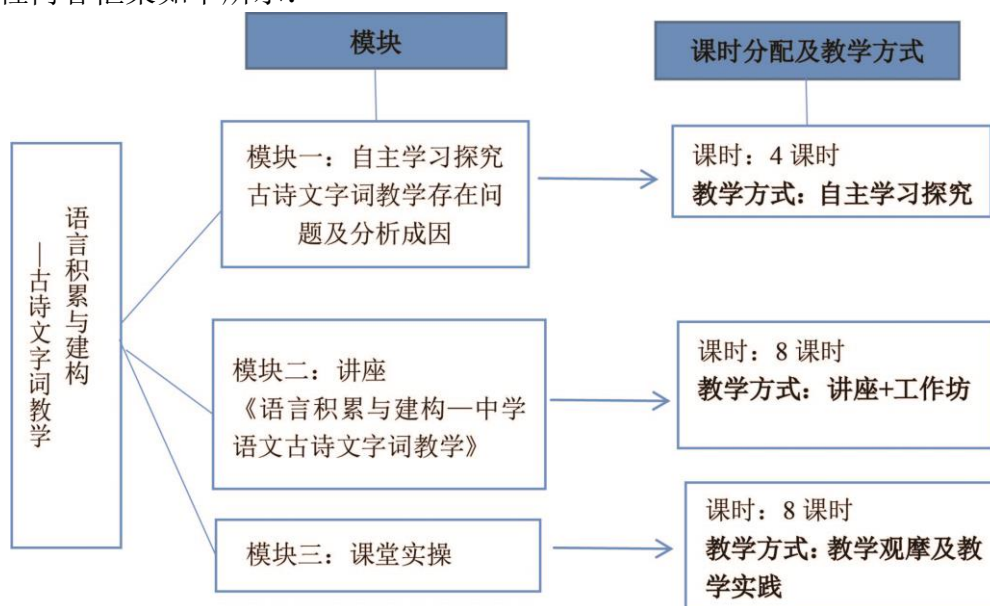 模块
课时分配及教学方式
语言积累与建构
—古诗文字词教学
模块一：自主学习探究
古诗文字词教学存在问
题及分析成因
课时：4 课时
教学方式：自主学习探究
模块二：讲座
《语言积累与建构—中学
语文古诗文字词教学》
课时：8 课时
教学方式：讲座+工作坊
模块三：课堂实操
课时：8 课时
教学方式：教学观摩及教
学实践